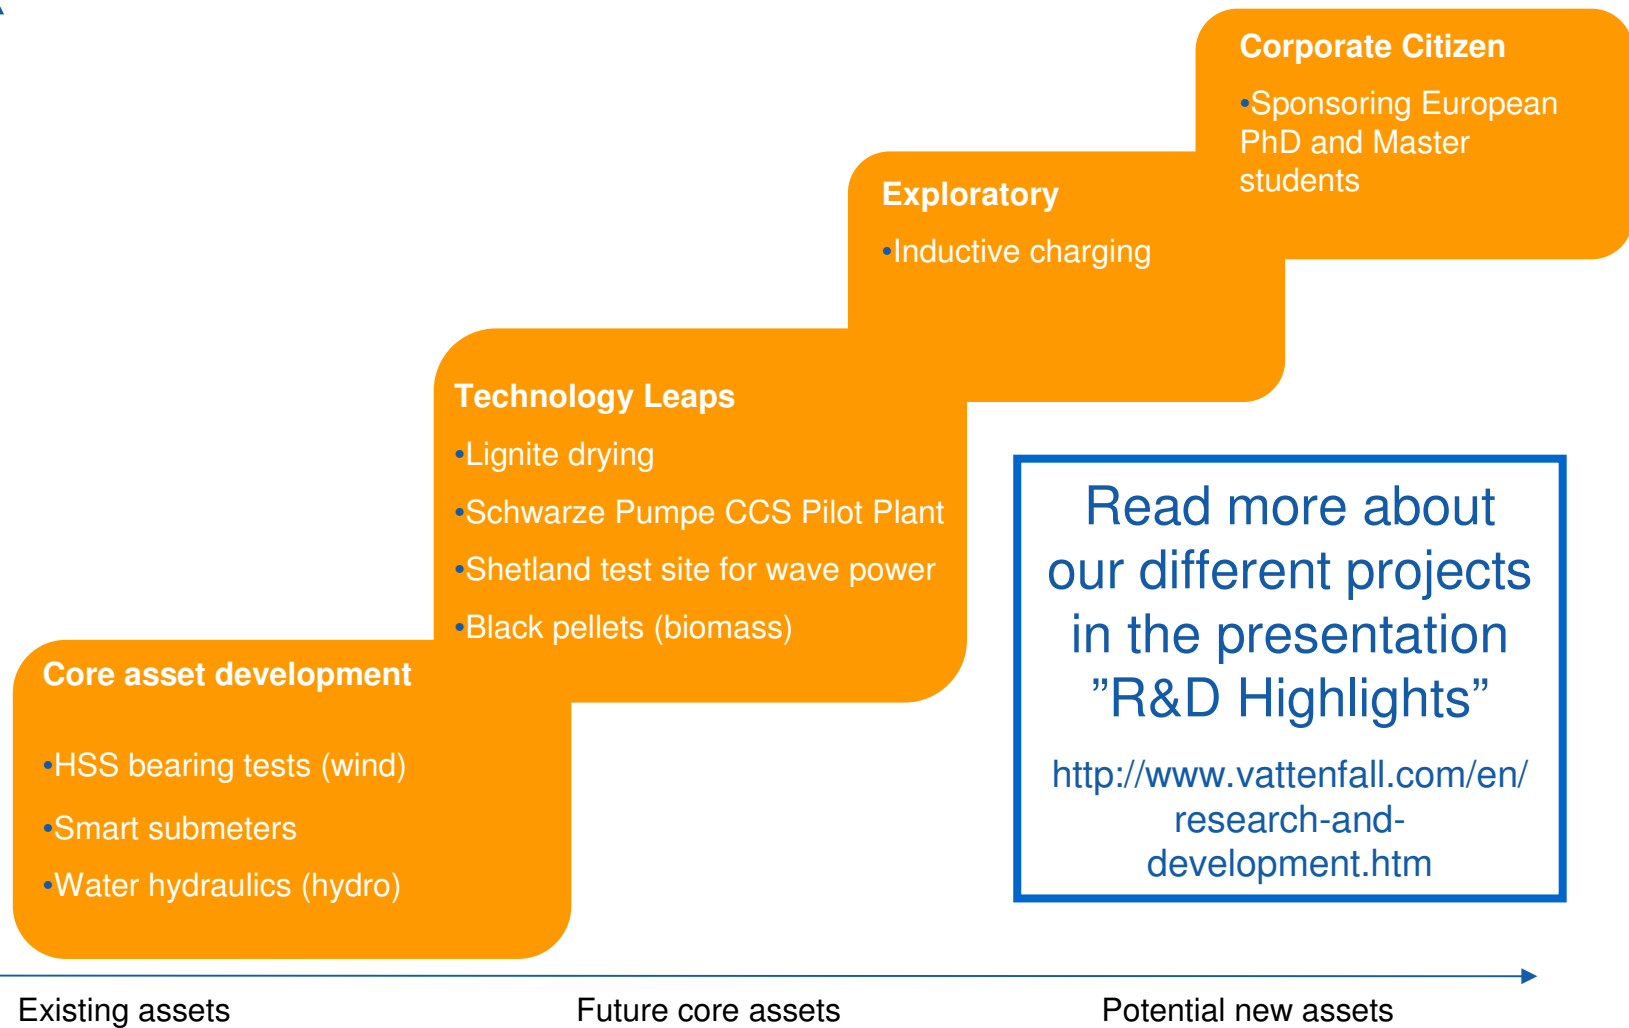 Corporate Citizen
•Sponsoring European
PhD and Master
students
Exploratory
•Inductive charging
Technology Leaps
•Lignite drying
•Schwarze Pumpe CCS Pilot Plant
•Shetland test site for wave power
•Black pellets (biomass)
Core asset development
•HSS bearing tests (wind)
•Smart submeters
•Water hydraulics (hydro)
Read more about
our different projects
in the presentation
”R&D Highlights”
http://www.vattenfall.com/en/
research-and-
development.htm
Existing assets
Future core assets
Potential new assets